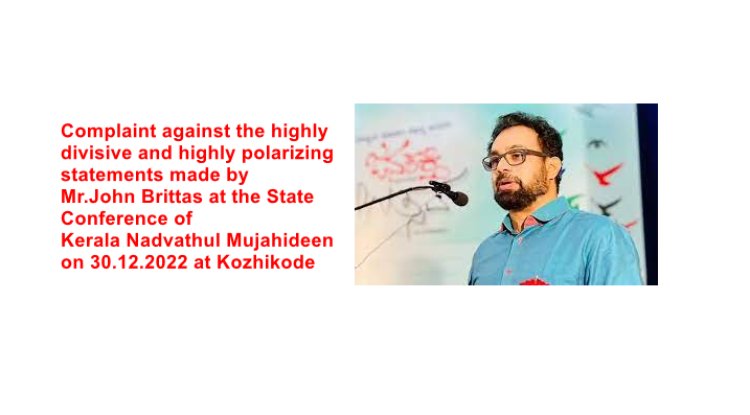 Complaint against the highly
divisive and highly polarizing
statements made by
Mr.John Brittas at the State
Conference of
Kerala Nadvathul Mujahideen
on 30.12.2022 at Kozhikode